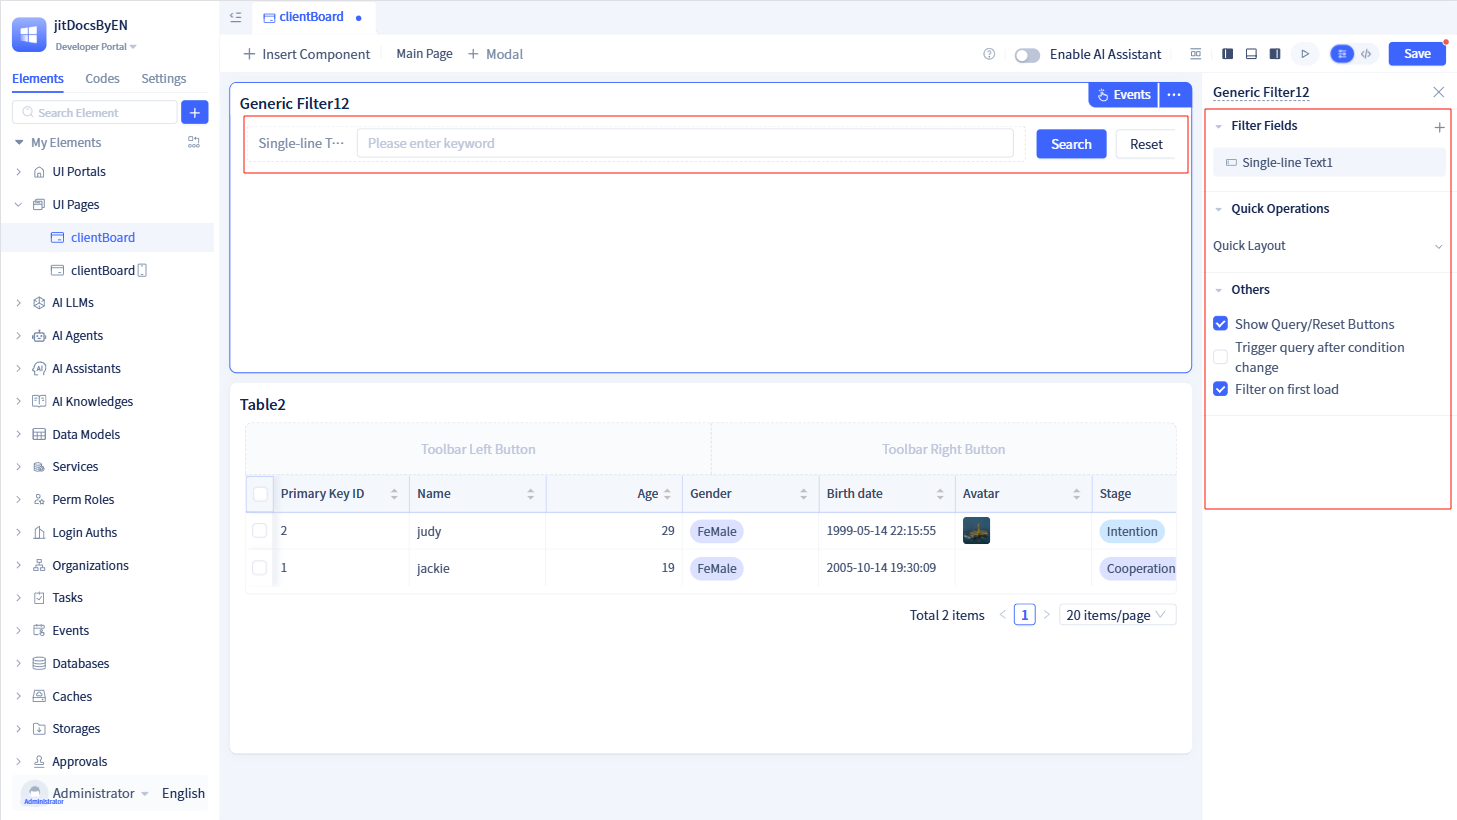 jitDocsByEN
Developer Portal
Elements Codes Settings
Search Element
My Elements
UI Portals
UI Pages
clientBoard
clientBoard
AI LLMs
AI Agents
AI Assistants
AI Knowledges
Data Models
Services
Perm Roles
Login Auths
Organizations
Tasks
Events
Databases
Caches
Storages
Approvals
Administrator English
Administrator
clientBoard
Insert Component Main Page Modal
Enable AI Assistant Save
Generic Filter12
Events
Single-line T···
Please enter keyword
Search Reset
Table2
Toolbar Left Button Toolbar Right Button
Primary Key ID Name Age Gender Birth date Avatar Stage
2 judy 29 FeMale 1999-05-14 22:15:55 Intention
1 jackie 19 FeMale 2005-10-14 19:30:09 Cooperation
Total 2 items 1 20 items/page
Generic Filter12
Filter Fields
Single-line Text1
Quick Operations
Quick Layout
Others
Show Query/Reset Buttons
Trigger query after condition
change
Filter on first load